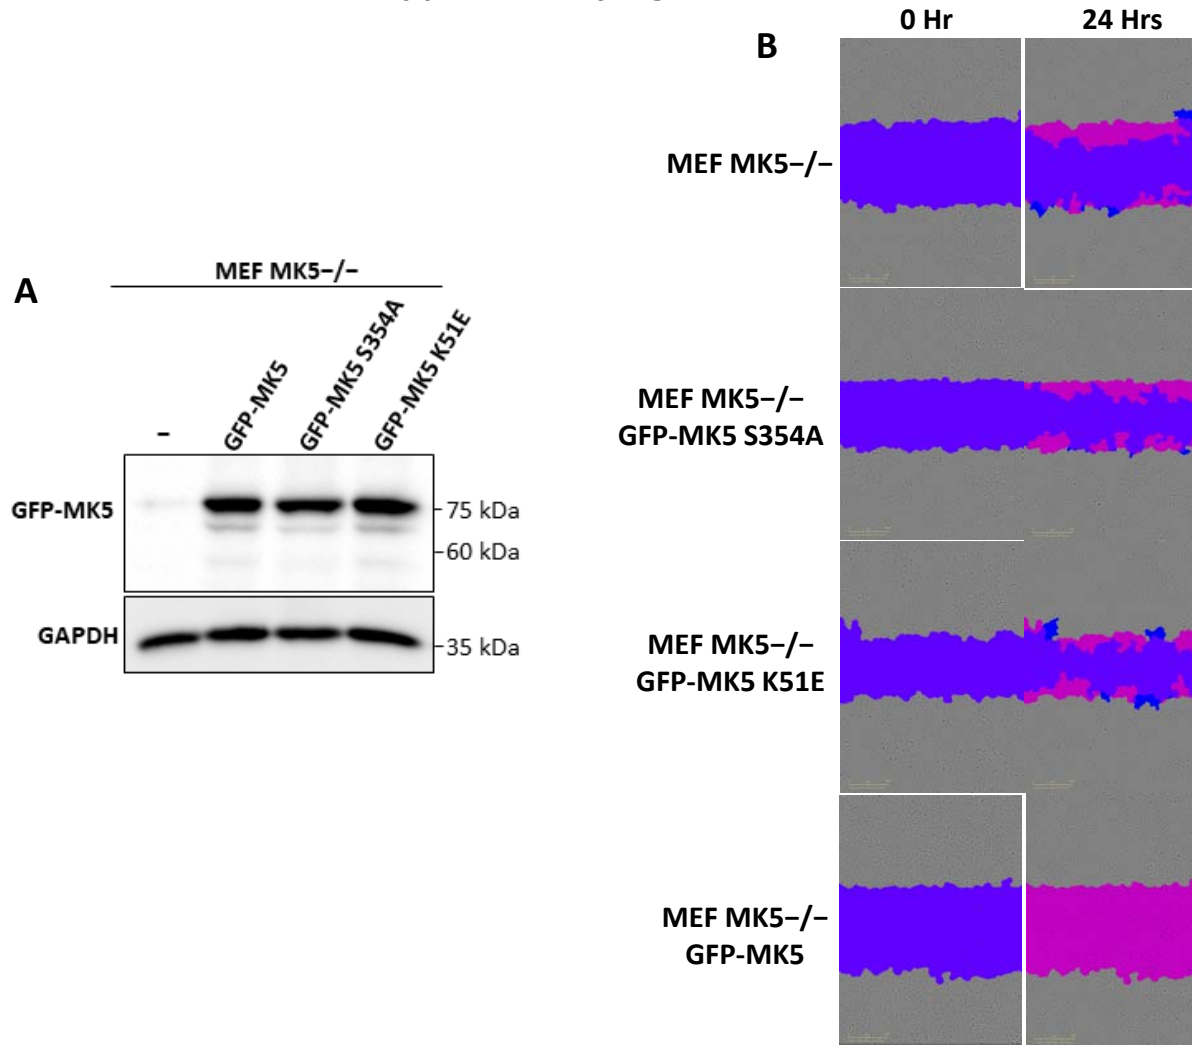 A
MEF MK5−/−
–
GFP-MK5
GFP-MK5 S354A
GFP-MK5 K51E
GFP-MK5
75 kDa
60 kDa
GAPDH
35 kDa
B
0 Hr
24 Hrs
MEF MK5−/−
MEF MK5−/−
GFP-MK5 S354A
MEF MK5−/−
GFP-MK5 K51E
MEF MK5−/−
GFP-MK5